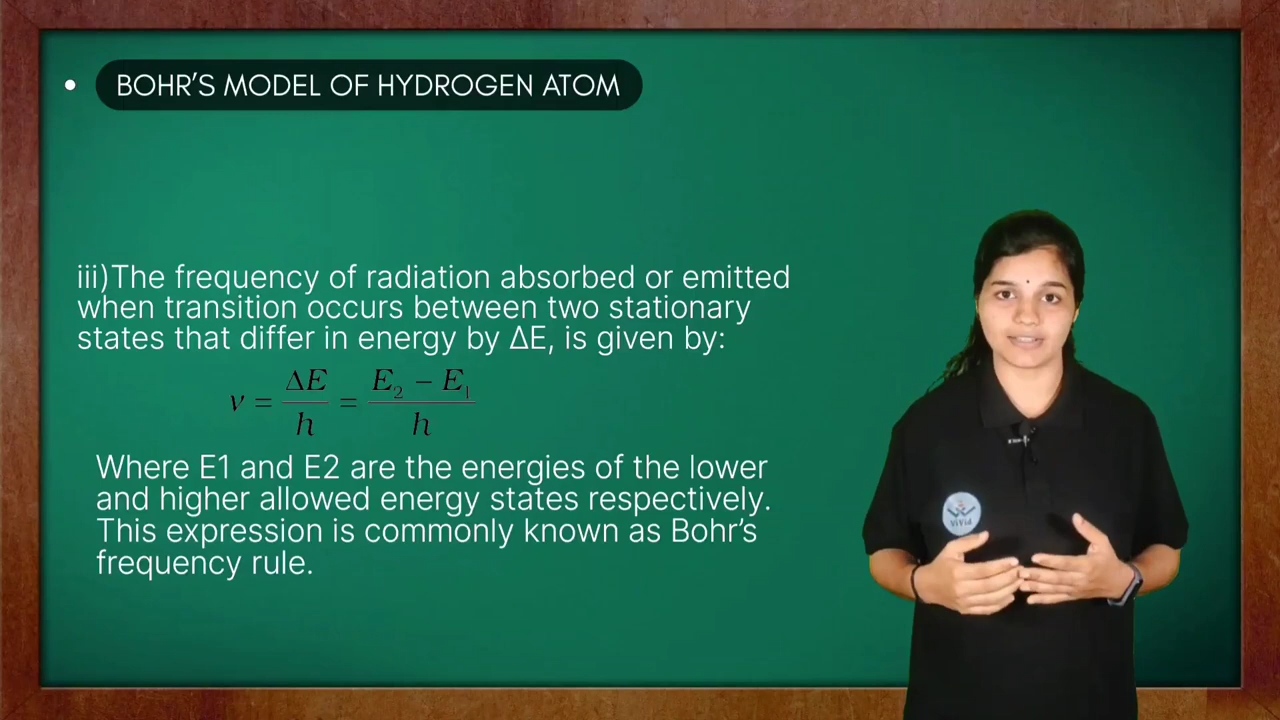 BOHR'S MODEL OF HYDROGEN ATOM
iii)The frequency of radiation absorbed or emitted
when transition occurs between two stationary
states that differ in energy by ΔE, is given by:
ν = ΔE/h = (E₂ − E₁)/h
Where E1 and E2 are the energies of the lower
and higher allowed energy states respectively.
This expression is commonly known as Bohr's
frequency rule.